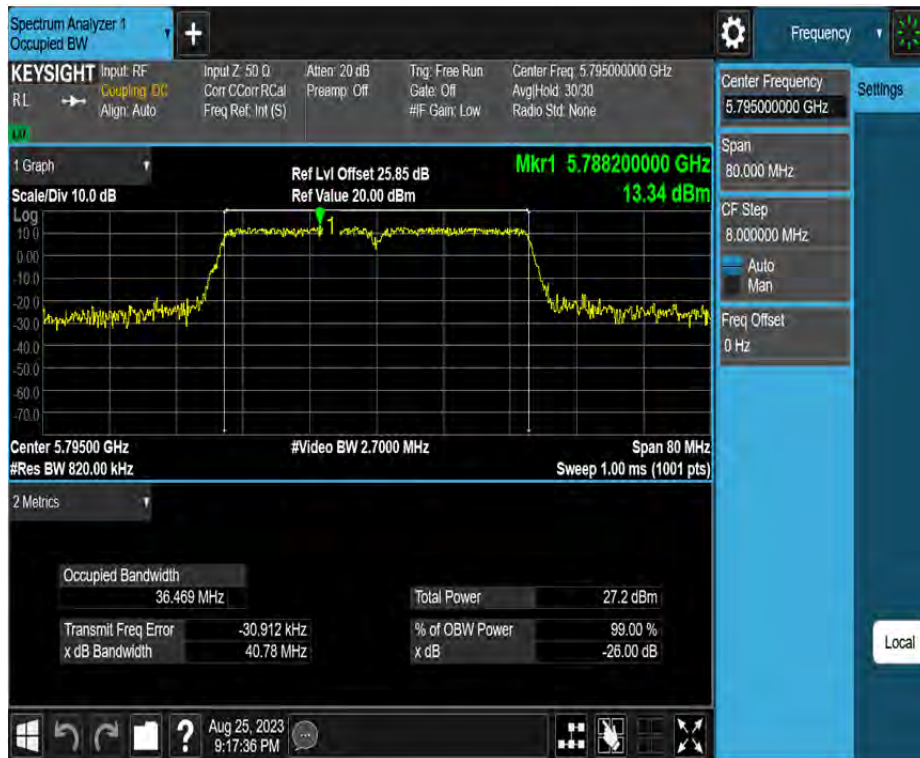 Spectrum Analyzer 1
Occupied BW
+
Frequency
KEYSIGHT
RL
Input: RF
Coupling: DC
Align: Auto
Input Z: 50 Ω
Corr CCorr RCal
Freq Ref: Int (S)
Atten: 20 dB
Preamp: Off
Trig: Free Run
Gate: Off
#IF Gain: Low
Center Freq: 5.795000000 GHz
Avg|Hold: 30/30
Radio Std: None
Center Frequency
5.795000000 GHz
Settings
Span
80.000 MHz
CF Step
8.000000 MHz
Auto
Man
Freq Offset
0 Hz
1 Graph
Scale/Div 10.0 dB
Ref Lvl Offset 25.85 dB
Ref Value 20.00 dBm
Mkr1 5.788200000 GHz
13.34 dBm
Log
10.0
0.00
-10.0
-20.0
-30.0
-40.0
-50.0
-60.0
-70.0
1
Center 5.79500 GHz
#Res BW 820.00 kHz
#Video BW 2.7000 MHz
Span 80 MHz
Sweep 1.00 ms (1001 pts)
2 Metrics
Occupied Bandwidth
36.469 MHz
Total Power 27.2 dBm
Transmit Freq Error -30.912 kHz
% of OBW Power 99.00 %
x dB Bandwidth 40.78 MHz
x dB -26.00 dB
Local
?
Aug 25, 2023
9:17:36 PM